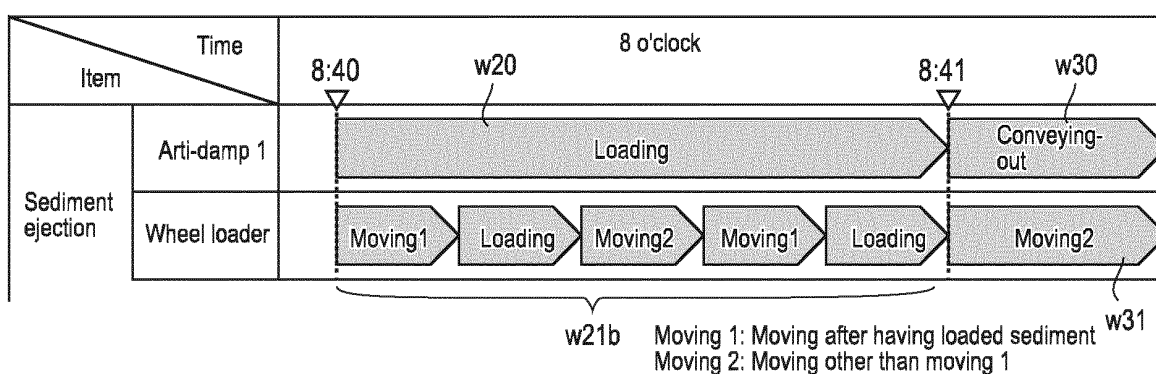 Time
Item
8 o'clock
8:40
w20
8:41
w30
Sediment
ejection
Arti-damp 1
Loading
Conveying-
out
Wheel loader
Moving1
Loading
Moving2
Moving1
Loading
Moving2
w21b
w31
Moving 1: Moving after having loaded sediment
Moving 2: Moving other than moving 1